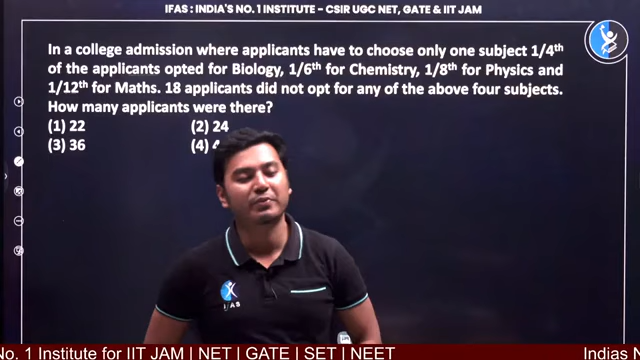 IFAS : INDIA'S NO. 1 INSTITUTE - CSIR UGC NET, GATE & IIT JAM
In a college admission where applicants have to choose only one subject 1/4th
of the applicants opted for Biology, 1/6th for Chemistry, 1/8th for Physics and
1/12th for Maths. 18 applicants did not opt for any of the above four subjects.
How many applicants were there?
(1) 22 (2) 24
(3) 36 (4) 4
IFAS
No. 1 Institute for IIT JAM | NET | GATE | SET | NEET Indias N